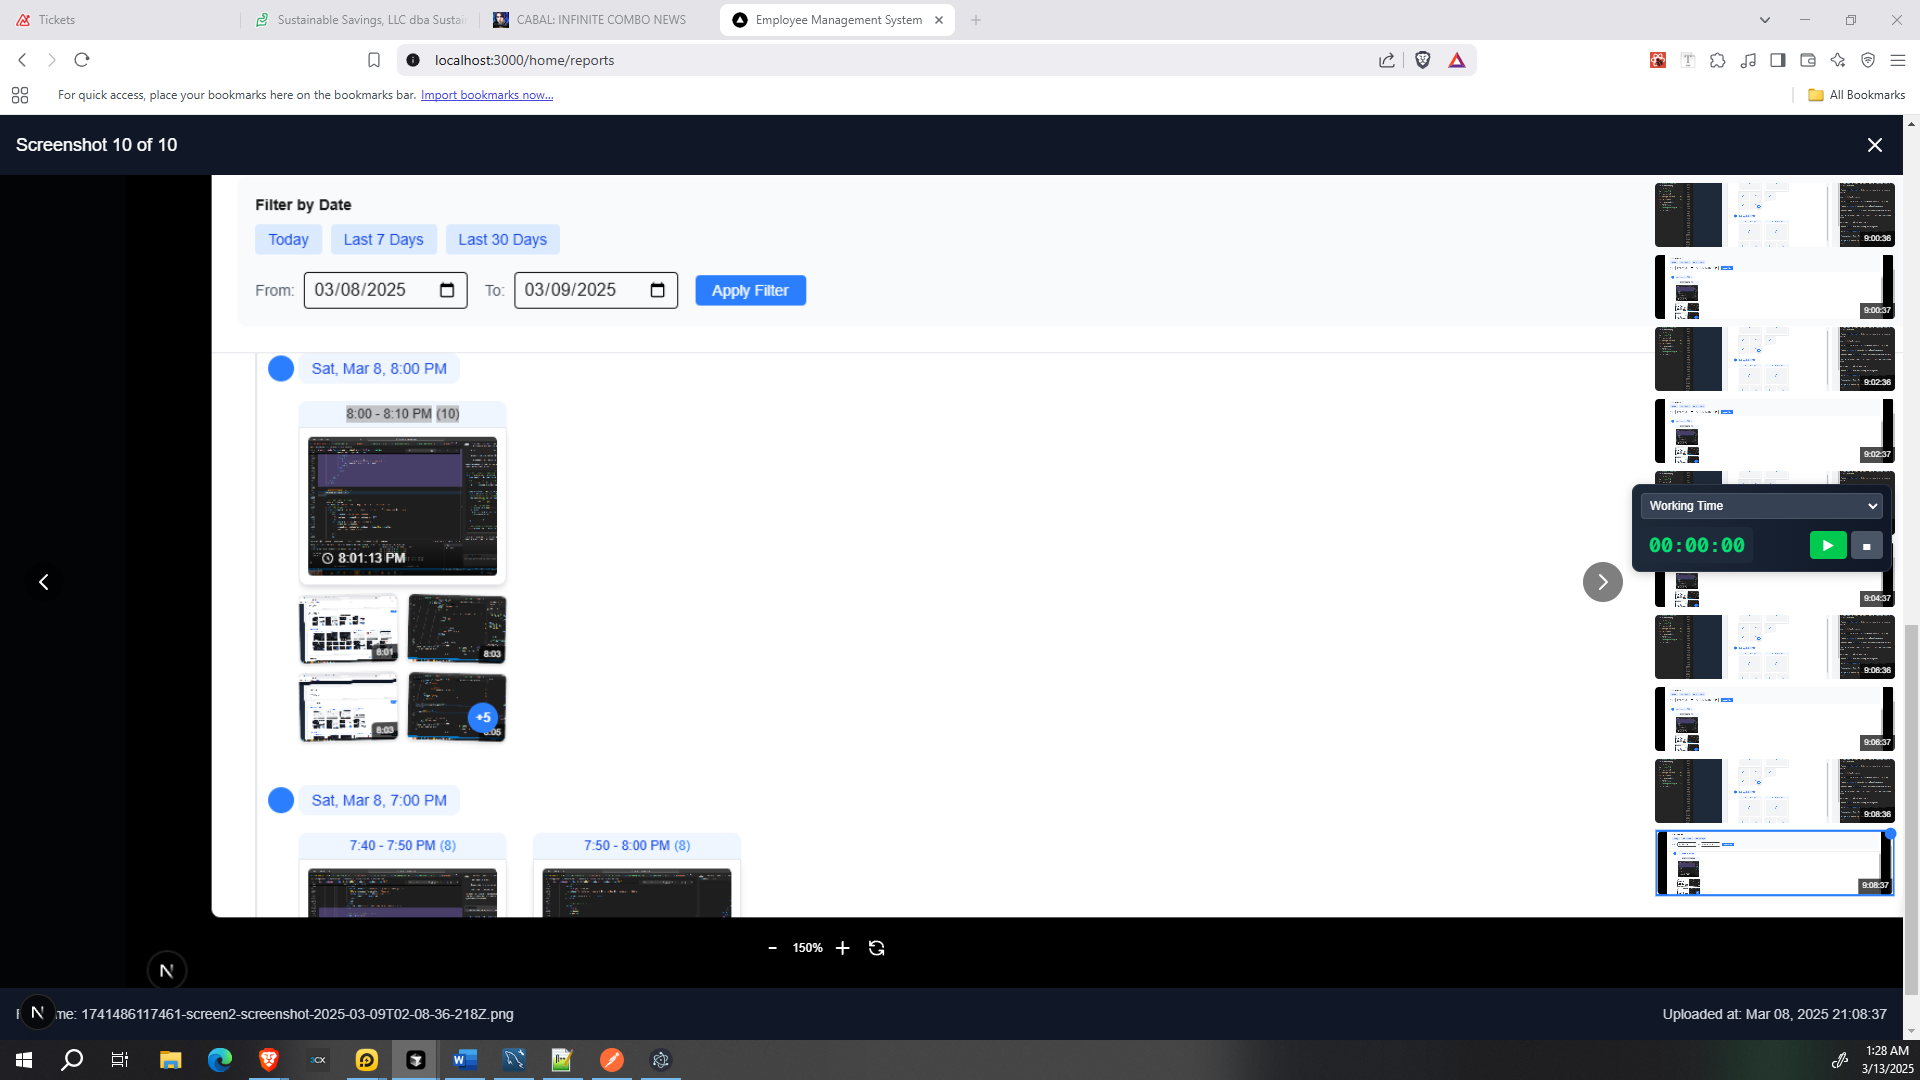 Tickets
Sustainable Savings, LLC dba Sustai
CABAL: INFINITE COMBO NEWS
Employee Management System
localhost:3000/home/reports
For quick access, place your bookmarks here on the bookmarks bar. Import bookmarks now...
All Bookmarks
Screenshot 10 of 10
Filter by Date
Today
Last 7 Days
Last 30 Days
From: 03/08/2025 To: 03/09/2025 Apply Filter
Sat, Mar 8, 8:00 PM
8:00 - 8:10 PM (10)
8:01:13 PM
8:01
8:03
8:03
+5
8:05
Sat, Mar 8, 7:00 PM
7:40 - 7:50 PM (8)
7:50 - 8:00 PM (8)
9:00:36
9:00:37
9:02:36
9:02:37
Working Time
00:00:00
9:04:37
9:06:36
9:06:37
9:08:36
9:08:37
150%
N
N
me: 1741486117461-screen2-screenshot-2025-03-09T02-08-36-218Z.png
Uploaded at: Mar 08, 2025 21:08:37
3CX
1:28 AM
3/13/2025